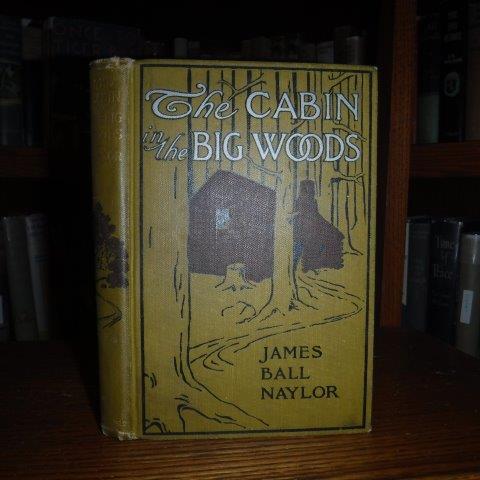 The CABIN
in the BIG WOODS
JAMES
BALL
NAYLOR